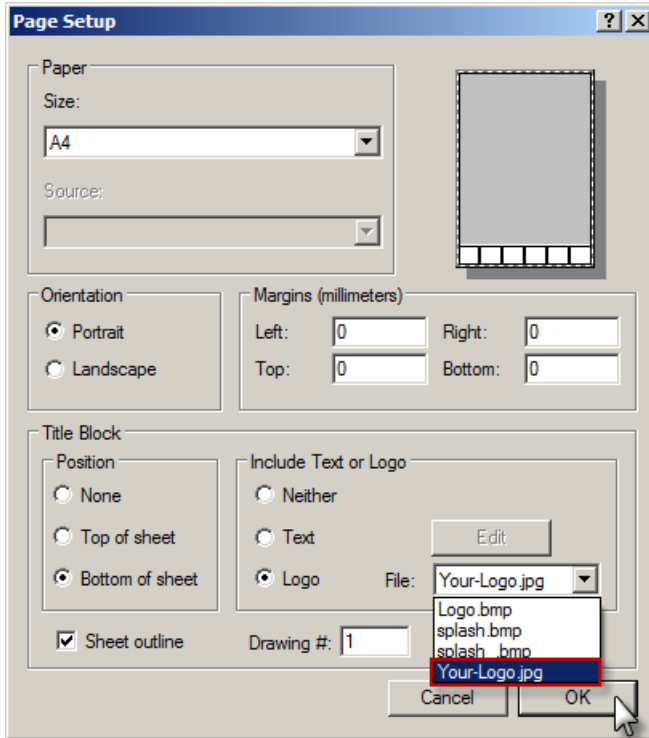 Page Setup
Paper
Size:
A4
Source:
Orientation
Portrait
Landscape
Margins (millimeters)
Left: 0 Right: 0
Top: 0 Bottom: 0
Title Block
Position
None
Top of sheet
Bottom of sheet
Include Text or Logo
Neither
Text Edit
Logo File: Your-Logo.jpg
Logo.bmp
splash.bmp
splash_.bmp
Your-Logo.jpg
Sheet outline Drawing #: 1
Cancel OK